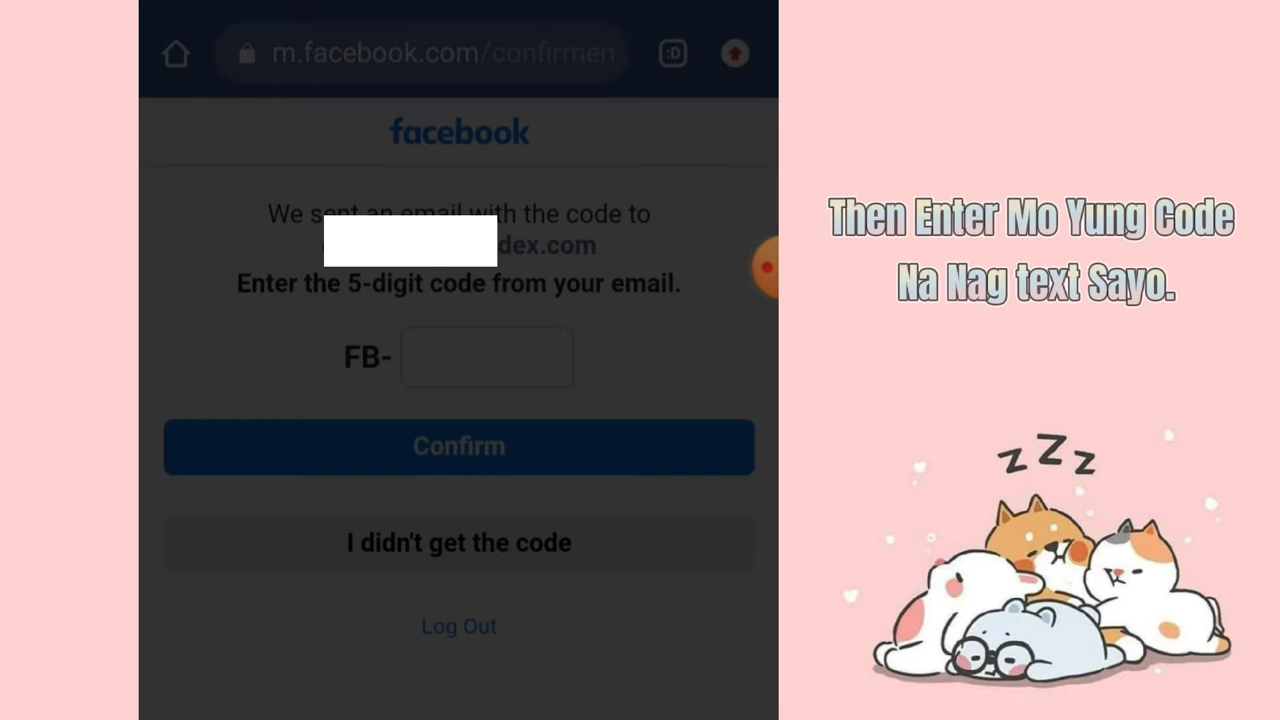 m.facebook.com/confirmen
:D
facebook
We sent an email with the code to
dex.com
Enter the 5-digit code from your email.
FB-
Confirm
I didn't get the code
Log Out
Then Enter Mo Yung Code
Na Nag text Sayo.
z z z